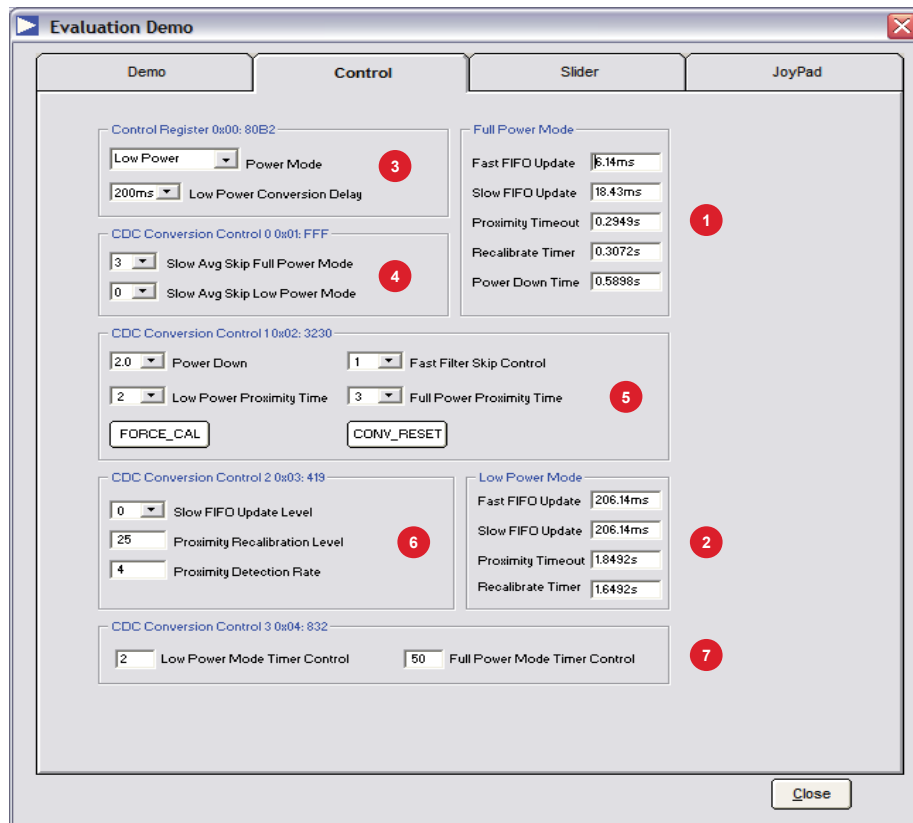 Evaluation Demo
Demo Control Slider JoyPad
Control Register 0x00: 80B2
Low Power Power Mode
200ms Low Power Conversion Delay
3
Full Power Mode
Fast FIFO Update 6.14ms
Slow FIFO Update 18.43ms
Proximity Timeout 0.2949s
Recalibrate Timer 0.3072s
Power Down Time 0.5898s
1
CDC Conversion Control 0 0x01: FFF
3 Slow Avg Skip Full Power Mode
0 Slow Avg Skip Low Power Mode
4
CDC Conversion Control 1 0x02: 3230
2.0 Power Down 1 Fast Filter Skip Control
2 Low Power Proximity Time 3 Full Power Proximity Time
FORCE_CAL CONV_RESET
5
CDC Conversion Control 2 0x03: 419
0 Slow FIFO Update Level
25 Proximity Recalibration Level
4 Proximity Detection Rate
6
Low Power Mode
Fast FIFO Update 206.14ms
Slow FIFO Update 206.14ms
Proximity Timeout 1.8492s
Recalibrate Timer 1.6492s
2
CDC Conversion Control 3 0x04: 832
2 Low Power Mode Timer Control 50 Full Power Mode Timer Control
7
Close